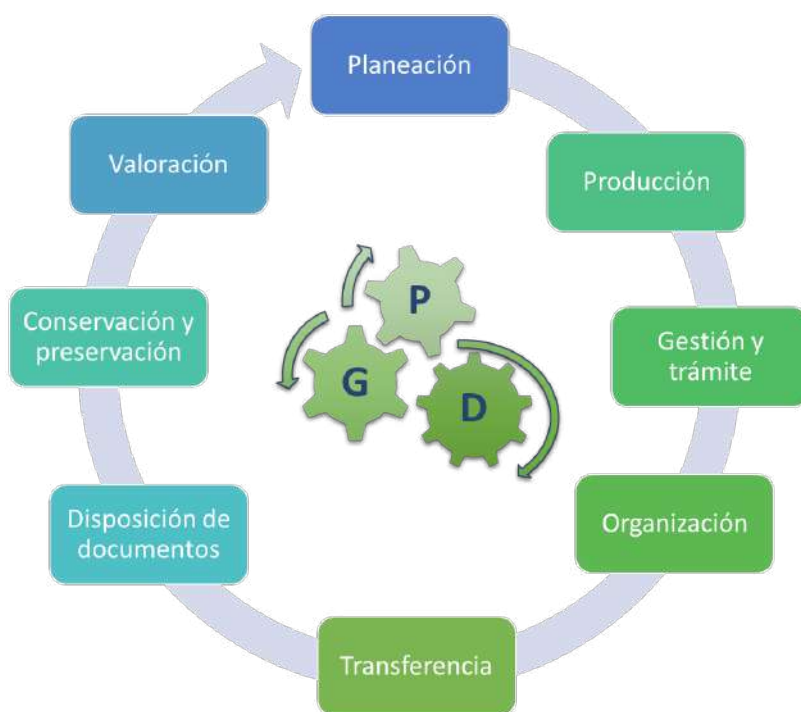 Planeación
Producción
Gestión y
trámite
Organización
Transferencia
Disposición de
documentos
Conservación y
preservación
Valoración
P
G
D